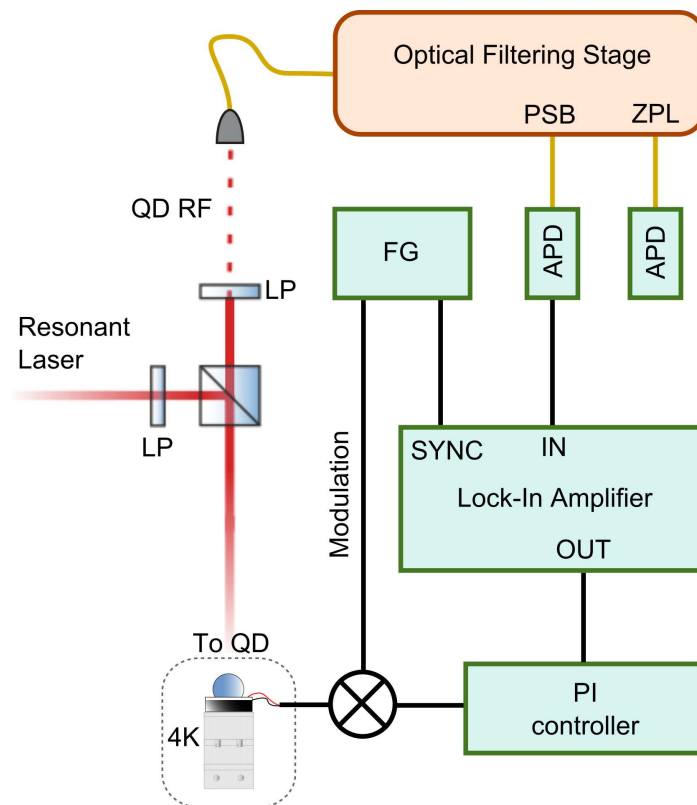 Optical Filtering Stage
PSB
ZPL
QD RF
FG
APD
APD
LP
Resonant
Laser
LP
Modulation
SYNC
IN
Lock-In Amplifier
OUT
To QD
4K
PI
controller